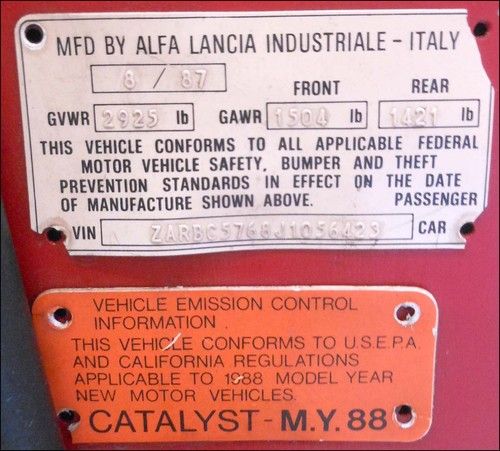 MFD BY ALFA LANCIA INDUSTRIALE - ITALY
8 / 87
FRONT REAR
GVWR 2925 lb GAWR 1504 lb 1421 lb
THIS VEHICLE CONFORMS TO ALL APPLICABLE FEDERAL
MOTOR VEHICLE SAFETY, BUMPER AND THEFT
PREVENTION STANDARDS IN EFFECT ON THE DATE
OF MANUFACTURE SHOWN ABOVE. PASSENGER
VIN ZARBC5768J1056423 CAR
VEHICLE EMISSION CONTROL
INFORMATION.
THIS VEHICLE CONFORMS TO U.S.E.P.A.
AND CALIFORNIA REGULATIONS
APPLICABLE TO 1988 MODEL YEAR
NEW MOTOR VEHICLES.
CATALYST - M.Y. 88